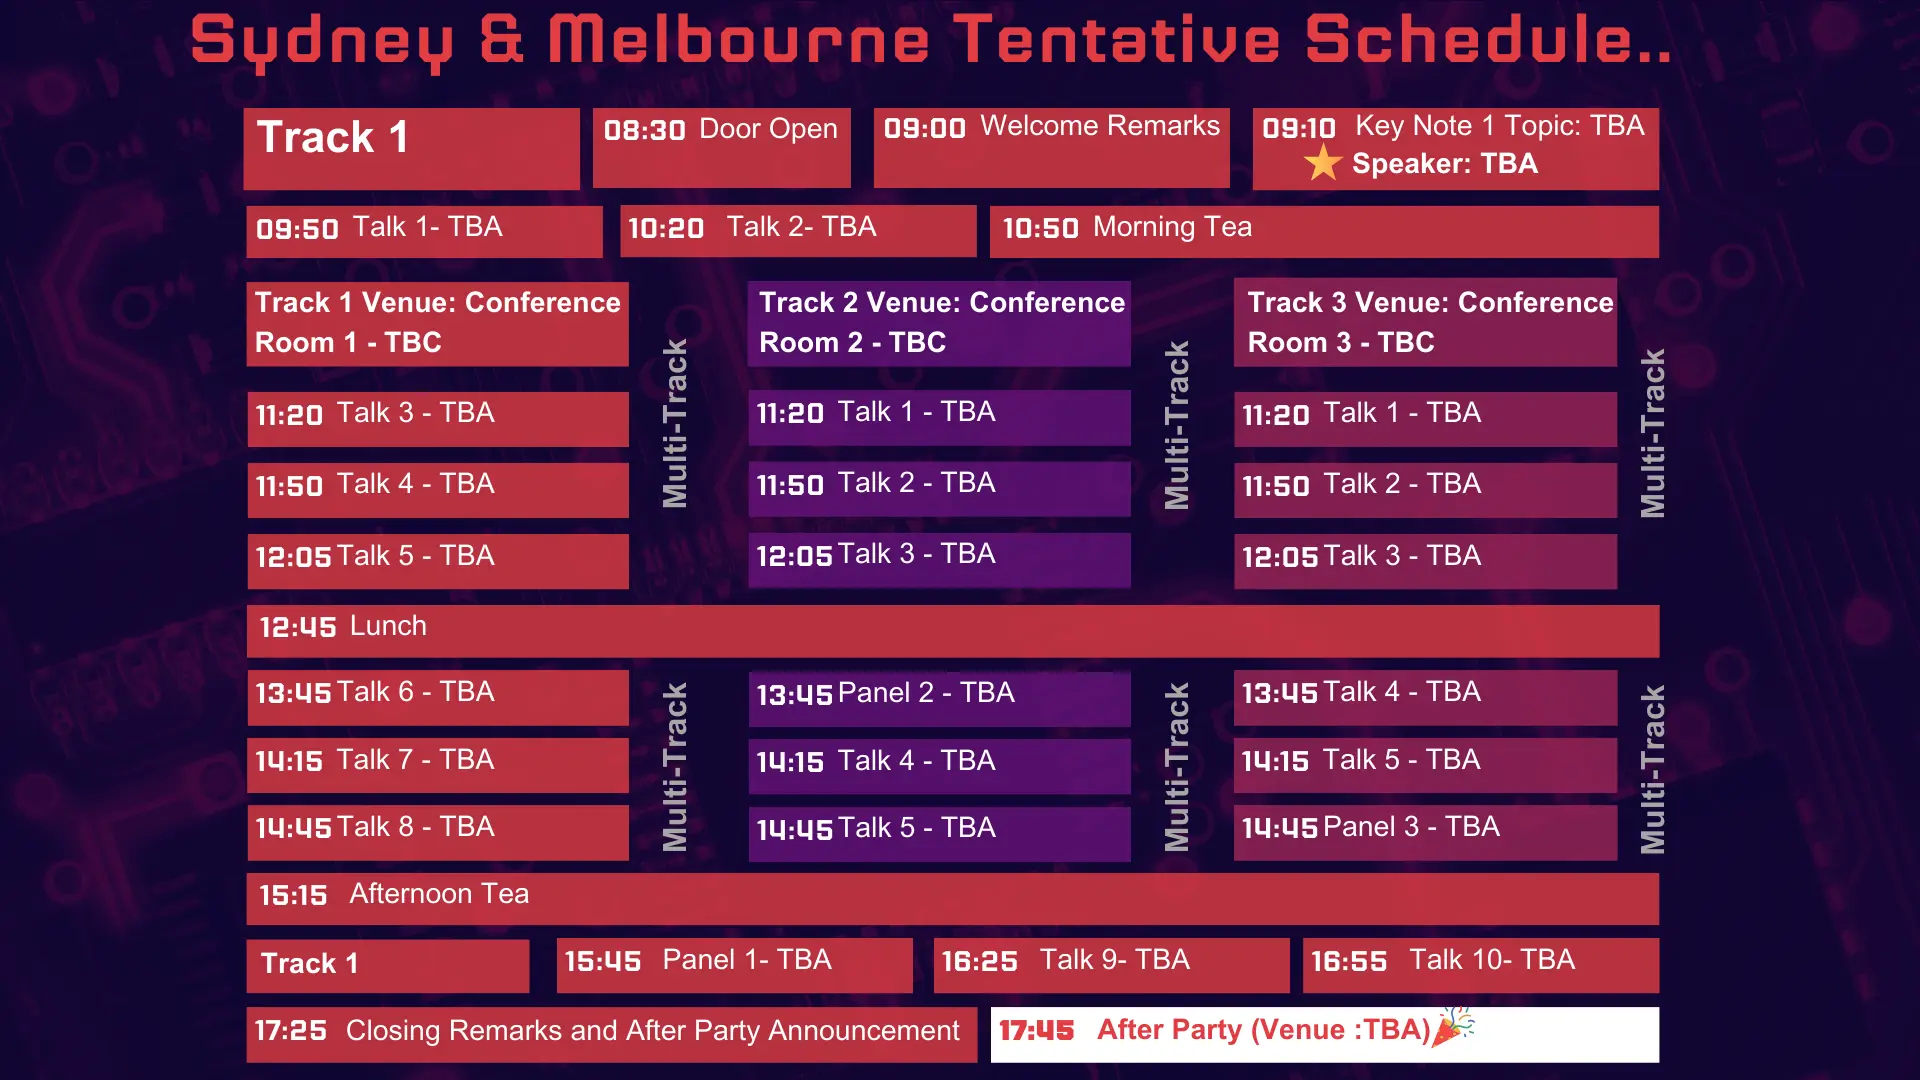 Sydney & Melbourne Tentative Schedule..
Track 1
08:30 Door Open
09:00 Welcome Remarks
09:10 Key Note 1 Topic: TBA
Speaker: TBA
09:50 Talk 1- TBA
10:20 Talk 2- TBA
10:50 Morning Tea
Track 1 Venue: Conference
Room 1 - TBC
11:20 Talk 3 - TBA
11:50 Talk 4 - TBA
12:05 Talk 5 - TBA
Multi-Track
Track 2 Venue: Conference
Room 2 - TBC
11:20 Talk 1 - TBA
11:50 Talk 2 - TBA
12:05 Talk 3 - TBA
Multi-Track
Track 3 Venue: Conference
Room 3 - TBC
11:20 Talk 1 - TBA
11:50 Talk 2 - TBA
12:05 Talk 3 - TBA
Multi-Track
12:45 Lunch
13:45 Talk 6 - TBA
14:15 Talk 7 - TBA
14:45 Talk 8 - TBA
Multi-Track
13:45 Panel 2 - TBA
14:15 Talk 4 - TBA
14:45 Talk 5 - TBA
Multi-Track
13:45 Talk 4 - TBA
14:15 Talk 5 - TBA
14:45 Panel 3 - TBA
Multi-Track
15:15 Afternoon Tea
Track 1
15:45 Panel 1- TBA
16:25 Talk 9- TBA
16:55 Talk 10- TBA
17:25 Closing Remarks and After Party Announcement
17:45 After Party (Venue :TBA)